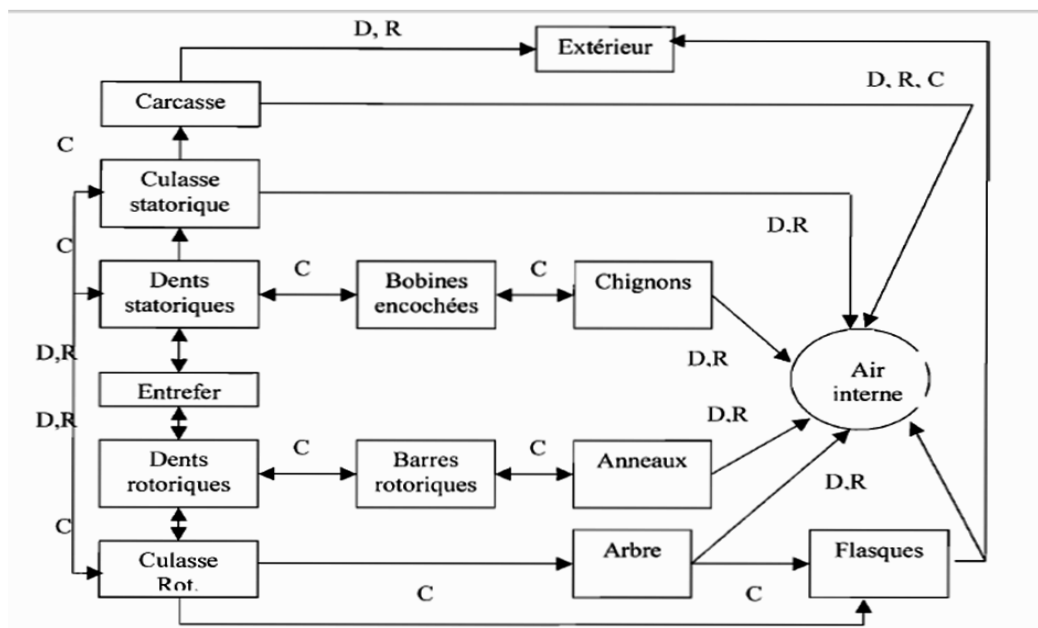 D, R
Extérieur
D, R, C
Carcasse
C
Culasse
statorique
D,R
C
Dents
statoriques
C
Bobines
encochées
C
Chignons
D,R
D,R
Air
interne
Entrefer
D,R
D,R
Dents
rotoriques
C
Barres
rotoriques
C
Anneaux
D,R
C
Culasse
Rot.
Arbre
Flasques
C
C